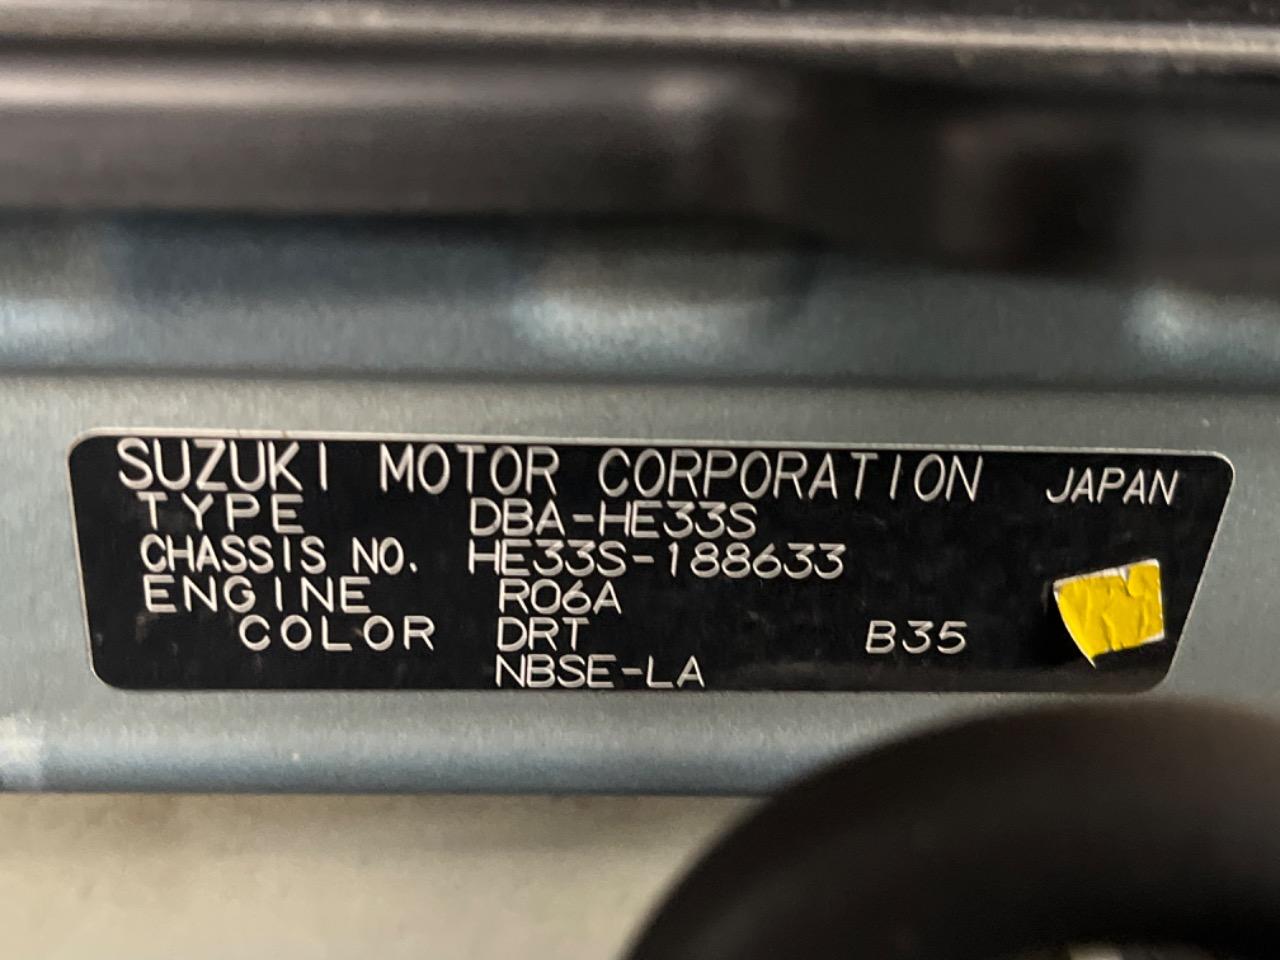 SUZUKI MOTOR CORPORATION JAPAN
TYPE DBA-HE33S
CHASSIS NO. HE33S-188633
ENGINE R06A
COLOR DRT B35
NBSE-LA